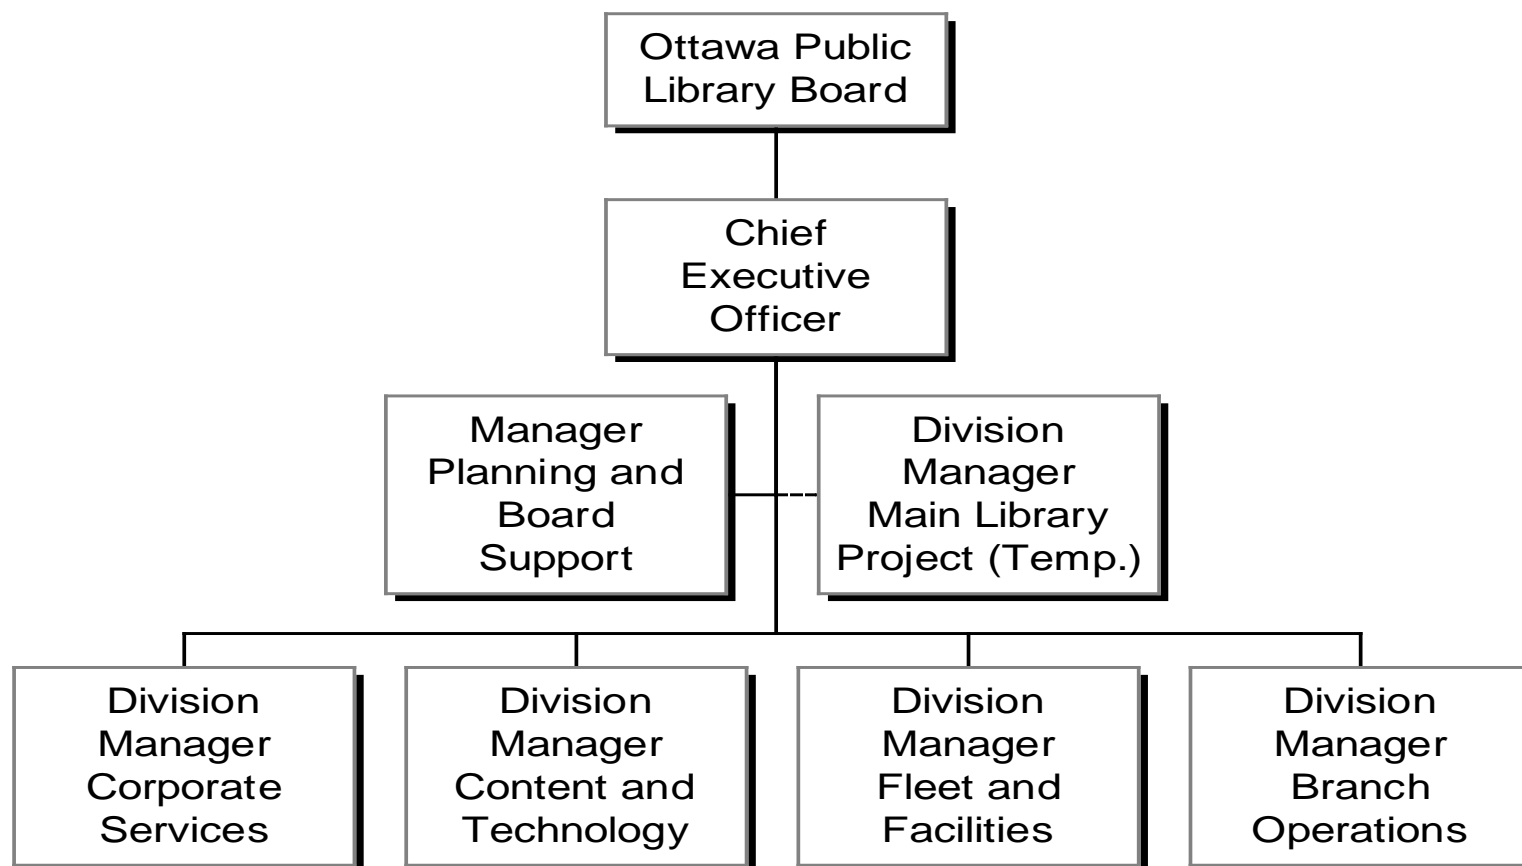 Ottawa Public
Library Board
Chief
Executive
Officer
Manager
Planning and
Board
Support
Division
Manager
Main Library
Project (Temp.)
Division
Manager
Corporate
Services
Division
Manager
Content and
Technology
Division
Manager
Fleet and
Facilities
Division
Manager
Branch
Operations